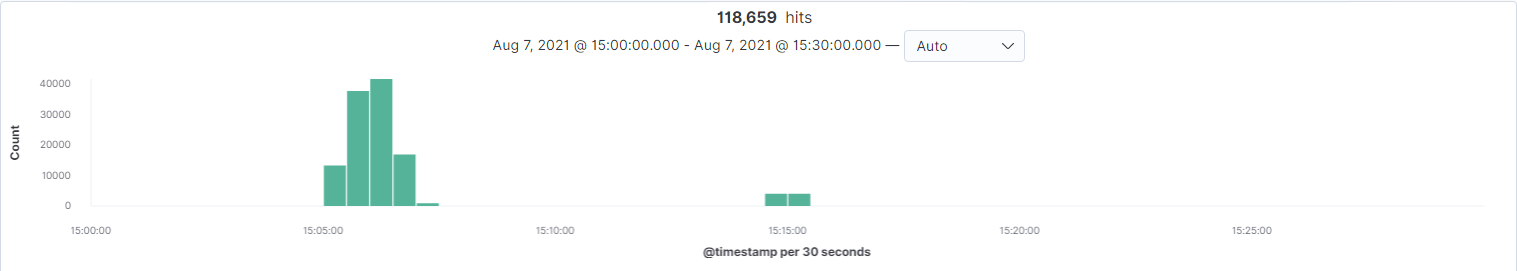 118,659 hits
Aug 7, 2021 @ 15:00:00.000 - Aug 7, 2021 @ 15:30:00.000 — Auto
Count
40000
30000
20000
10000
0
15:00:00 15:05:00 15:10:00 15:15:00 15:20:00 15:25:00
@timestamp per 30 seconds